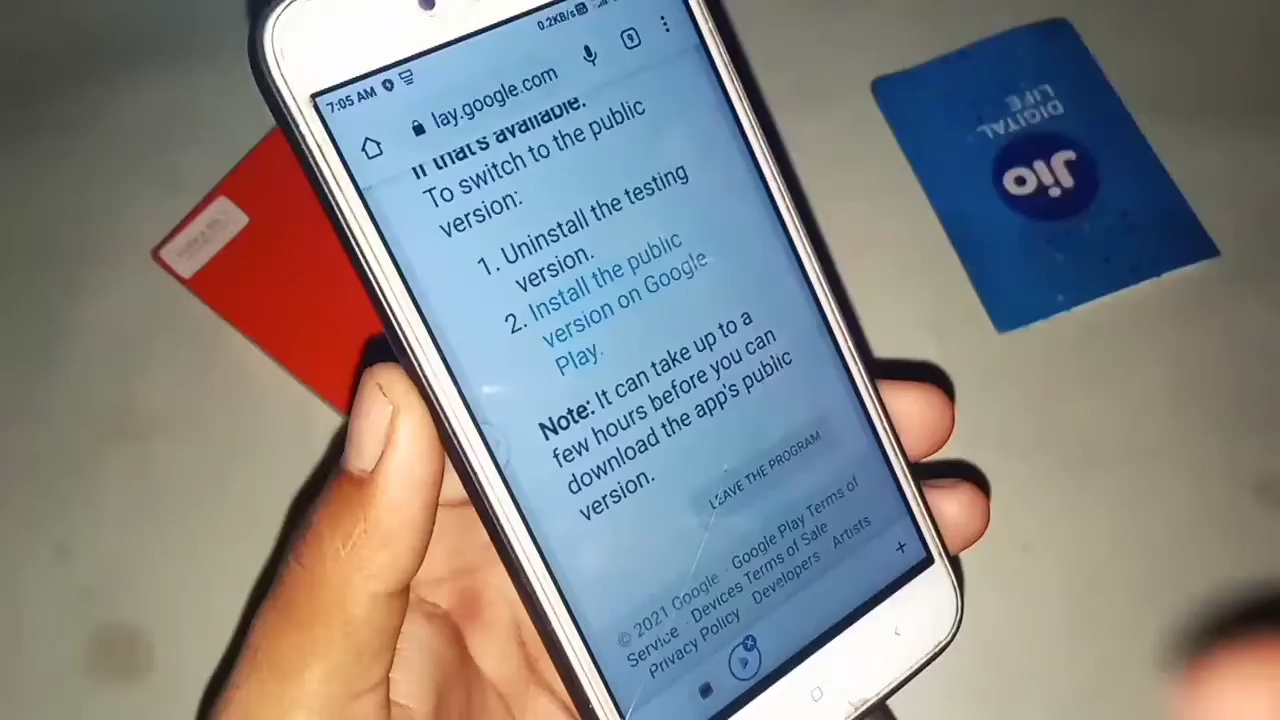 7:05 AM
0.2KB/s
lay.google.com
9
If that's available.
To switch to the public
version:
1. Uninstall the testing
version.
2. Install the public
version on Google
Play.
Note: It can take up to a
few hours before you can
download the app's public
version.
LEAVE THE PROGRAM
© 2021 Google · Google Play Terms of
Service · Devices Terms of Sale
Privacy Policy Developers Artists
DIGITAL
LIFE
Jio